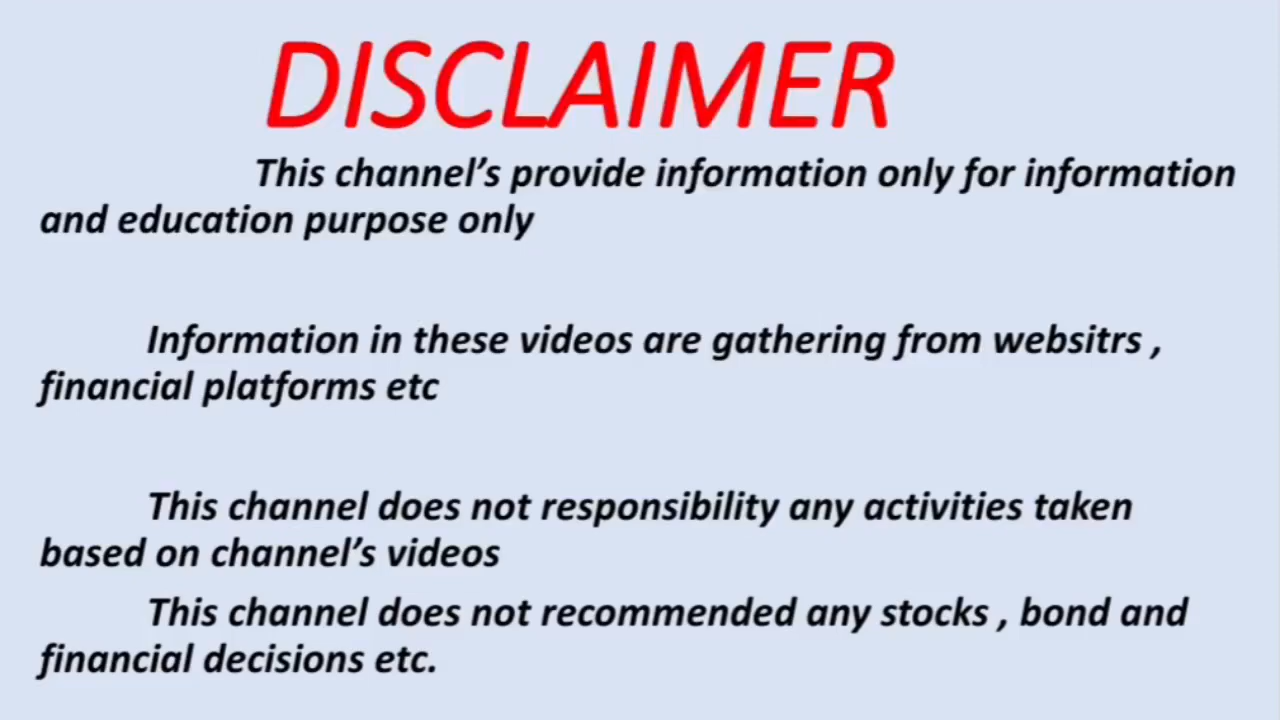 DISCLAIMER
This channel’s provide information only for information
and education purpose only
Information in these videos are gathering from websitrs ,
financial platforms etc
This channel does not responsibility any activities taken
based on channel’s videos
This channel does not recommended any stocks , bond and
financial decisions etc.